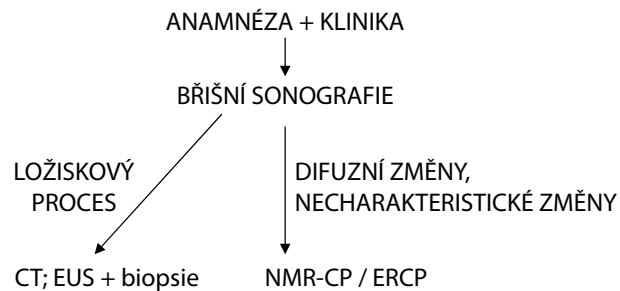 ANAMNÉZA + KLINIKA
BŘIŠNÍ SONOGRAFIE
LOŽISKOVÝ
PROCES
DIFUZNÍ ZMĚNY,
NECHARAKTERISTICKÉ ZMĚNY
CT; EUS + biopsie
NMR-CP / ERCP